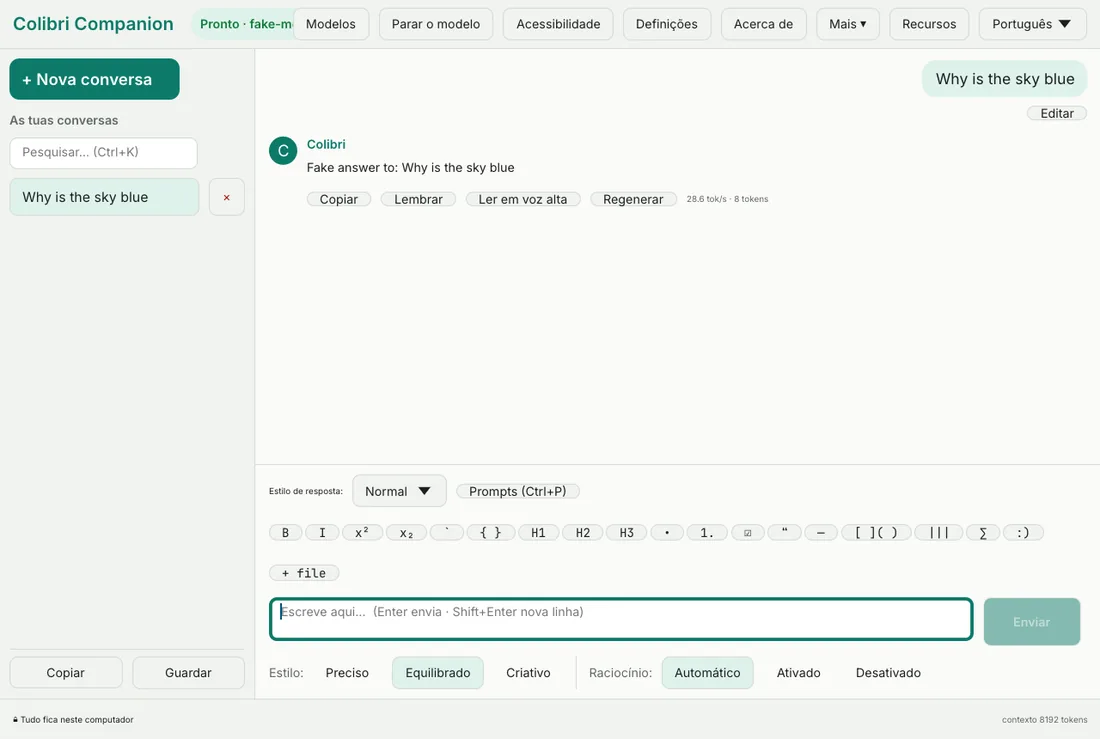 Colibri Companion
Pronto · fake-m
Modelos
Parar o modelo
Acessibilidade
Definições
Acerca de
Mais ▾
Recursos
Português ▼
+ Nova conversa
As tuas conversas
Pesquisar... (Ctrl+K)
Why is the sky blue
×
Why is the sky blue
Editar
C
Colibri
Fake answer to: Why is the sky blue
Copiar
Lembrar
Ler em voz alta
Regenerar
28.6 tok/s · 8 tokens
Estilo de resposta:
Normal ▼
Prompts (Ctrl+P)
B I x² x₂ ` { } H1 H2 H3 • 1. ☑ “ — [ ]( ) ||| ∑ :)
+ file
Escreve aqui... (Enter envia · Shift+Enter nova linha)
Enviar
Estilo: Preciso Equilibrado Criativo
Raciocínio: Automático Ativado Desativado
Copiar
Guardar
Tudo fica neste computador
contexto 8192 tokens